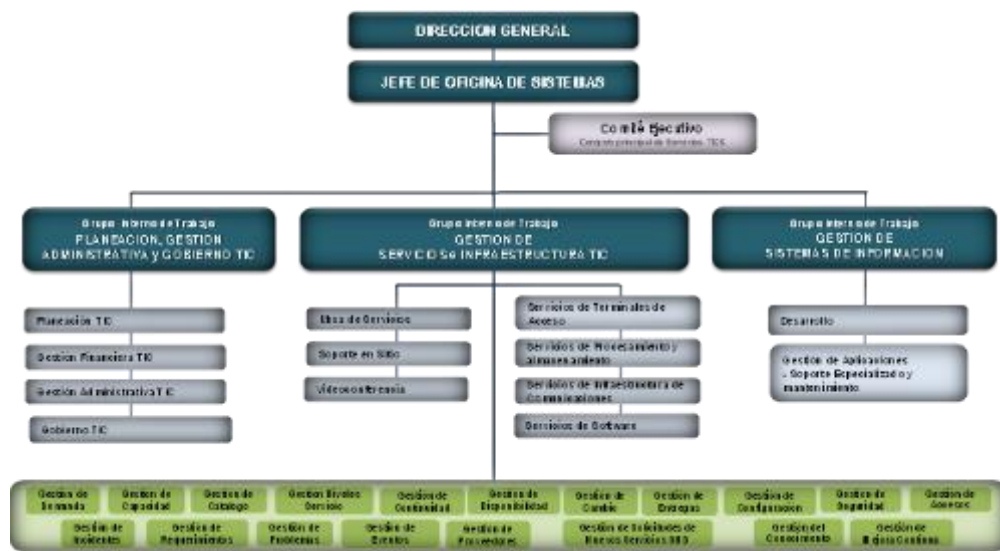 DIRECCION GENERAL
JEFE DE OFICINA DE SISTEMAS
Comité Ejecutivo
Grupo Interno de Trabajo
PLANEACION, GESTION
ADMINISTRATIVA y GOBIERNO TIC
Grupo Interno de Trabajo
GESTION DE
SERVICIOS e INFRAESTRUCTURA TIC
Grupo Interno de Trabajo
GESTION DE
SISTEMAS DE INFORMACION
Planeación TIC
Gestión Financiera TIC
Gestión Administrativa TIC
Gobierno TIC
Mesa de Servicios
Soporte en Sitio
Videoconferencia
Servicios de Terminales de
Acceso
Servicios de Procesamiento y
almacenamiento
Servicios de Infraestructura de
Comunicaciones
Servicios de Software
Desarrollo
Gestión de Aplicaciones
- Soporte Especializado y
mantenimiento
Gestión de
Demanda
Gestión de
Capacidad
Gestión de
Catalogo
Gestión Niveles
Servicio
Gestión de
Continuidad
Gestión de
Disponibilidad
Gestión de
Cambio
Gestión de
Entregas
Gestión de
Configuracion
Gestión de
Seguridad
Gestión de
Accesos
Gestión de
Incidentes
Gestión de
Requerimientos
Gestión de
Problemas
Gestión de
Eventos
Gestión de
Proveedores
Gestión de Solicitudes de
Nuevos Servicios
Gestión del
Conocimiento
Gestión de
Mejora Continua